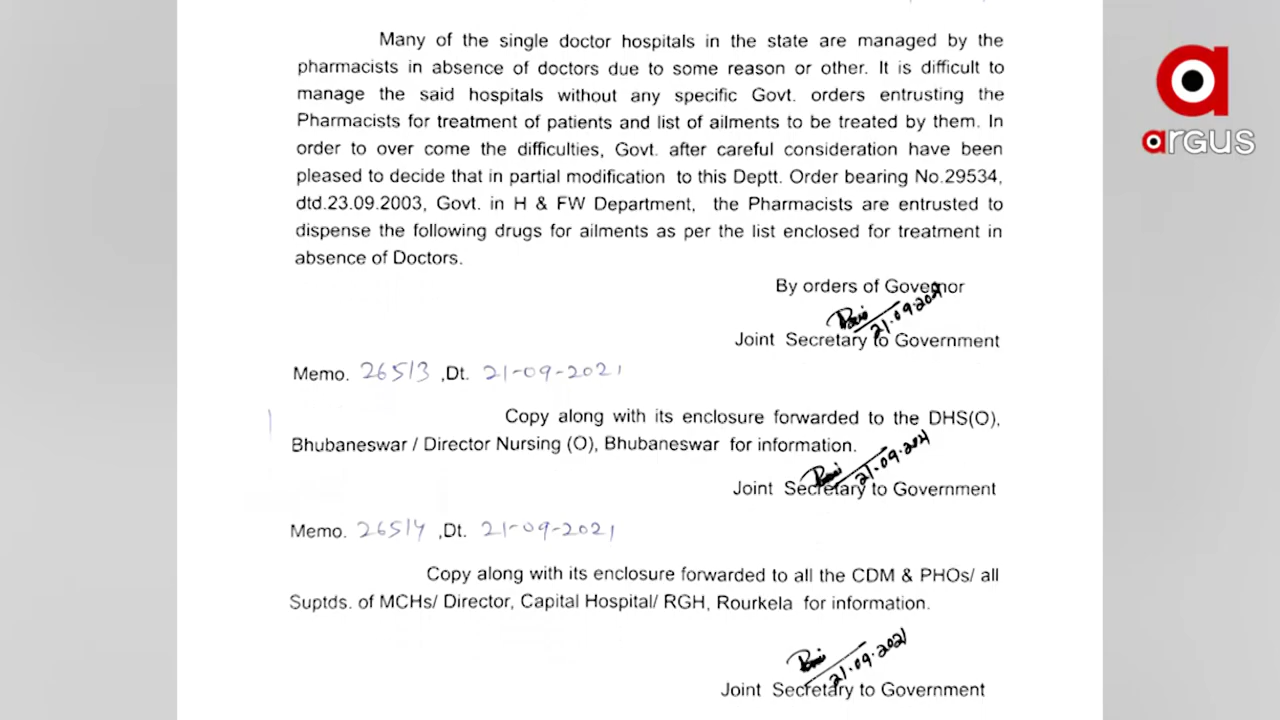 argus
Many of the single doctor hospitals in the state are managed by the
pharmacists in absence of doctors due to some reason or other. It is difficult to
manage the said hospitals without any specific Govt. orders entrusting the
Pharmacists for treatment of patients and list of ailments to be treated by them. In
order to over come the difficulties, Govt. after careful consideration have been
pleased to decide that in partial modification to this Deptt. Order bearing No.29534,
dtd.23.09.2003, Govt. in H & FW Department, the Pharmacists are entrusted to
dispense the following drugs for ailments as per the list enclosed for treatment in
absence of Doctors.
By orders of Governor
21.09.2021
Joint Secretary to Government
Memo. 26513 ,Dt. 21-09-2021
Copy along with its enclosure forwarded to the DHS(O),
Bhubaneswar / Director Nursing (O), Bhubaneswar for information.
21.09.2021
Joint Secretary to Government
Memo. 26514 ,Dt. 21-09-2021
Copy along with its enclosure forwarded to all the CDM & PHOs/ all
Suptds. of MCHs/ Director, Capital Hospital/ RGH, Rourkela for information.
21.09.2021
Joint Secretary to Government